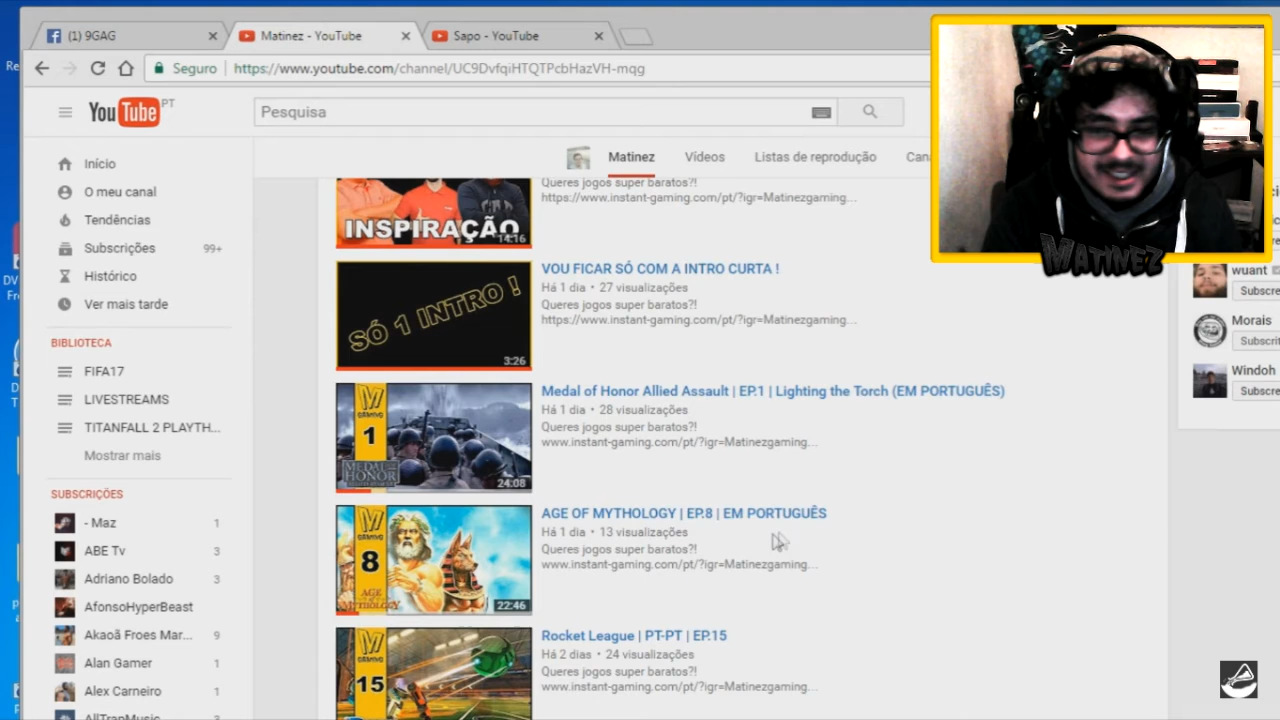 (1) 9GAG
Matinez - YouTube
Sapo - YouTube
Seguro
https://www.youtube.com/channel/UC9DvfqiHTQTPcbHazVH-mqg
YouTube PT
Pesquisa
Matinez
Vídeos
Listas de reprodução
Início
O meu canal
Tendências
Subscrições 99+
Histórico
Ver mais tarde
BIBLIOTECA
FIFA17
LIVESTREAMS
TITANFALL 2 PLAYTH...
Mostrar mais
SUBSCRIÇÕES
- Maz 1
ABE Tv 3
Adriano Bolado 3
AfonsoHyperBeast
Akaoã Froes Mar... 9
Alan Gamer 1
Alex Carneiro 1
AllTrapMusic
INSPIRAÇÃO
14:16
Queres jogos super baratos?!
https://www.instant-gaming.com/pt/?igr=Matinezgaming...
SÓ 1 INTRO !
3:26
VOU FICAR SÓ COM A INTRO CURTA !
Há 1 dia • 27 visualizações
Queres jogos super baratos?!
https://www.instant-gaming.com/pt/?igr=Matinezgaming...
M
GAMING
1
MEDAL
HONOR
24:08
Medal of Honor Allied Assault | EP.1 | Lighting the Torch (EM PORTUGUÊS)
Há 1 dia • 28 visualizações
Queres jogos super baratos?!
www.instant-gaming.com/pt/?igr=Matinezgaming...
M
GAMING
8
AGE
MYTHOLOGY
22:46
AGE OF MYTHOLOGY | EP.8 | EM PORTUGUÊS
Há 1 dia • 13 visualizações
Queres jogos super baratos?!
www.instant-gaming.com/pt/?igr=Matinezgaming...
M
GAMING
15
Rocket League | PT-PT | EP.15
Há 2 dias • 24 visualizações
Queres jogos super baratos?!
www.instant-gaming.com/pt/?igr=Matinezgaming...
MATINEZ
wuant
Morais
Windoh